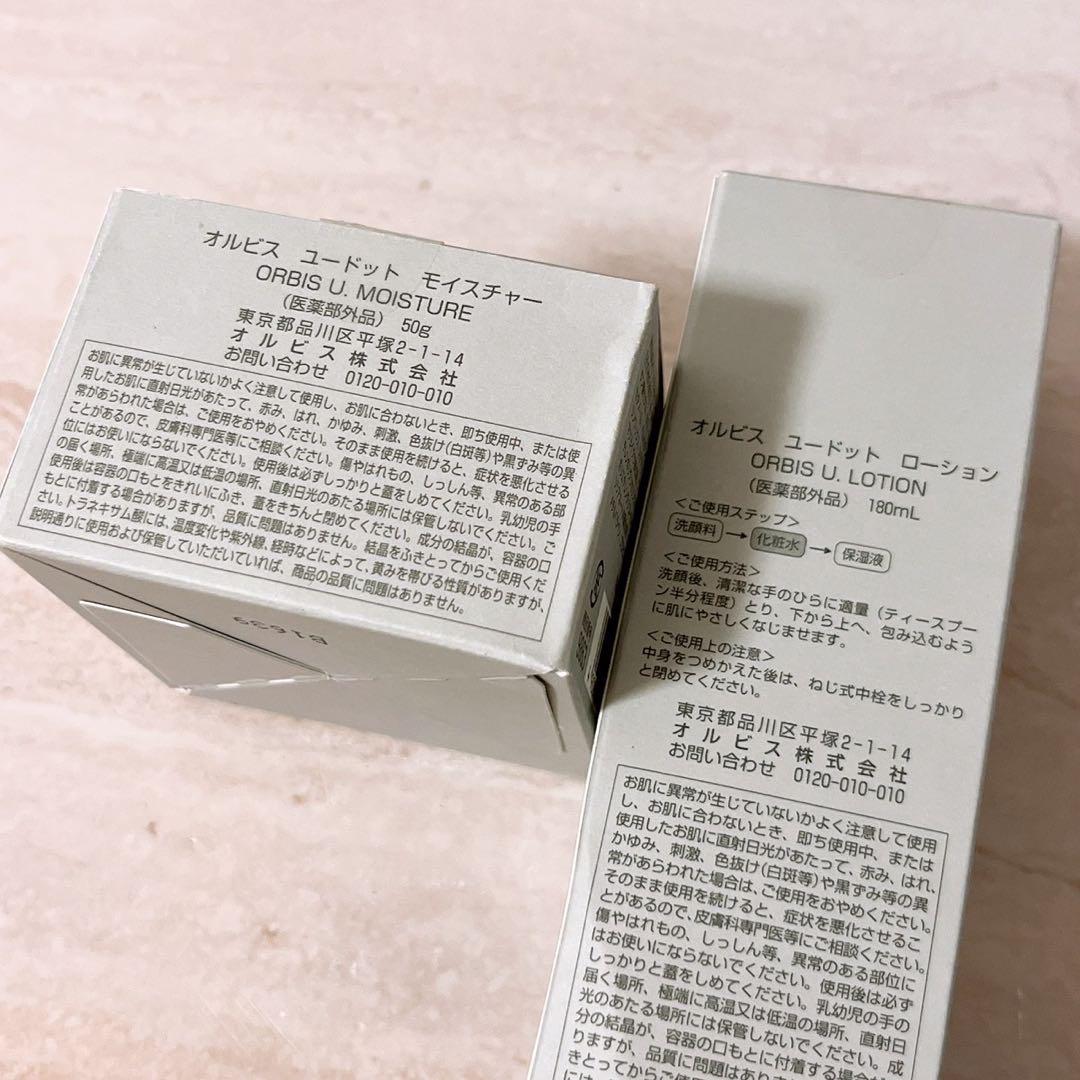 オルビス ユードット モイスチャー
ORBIS U. MOISTURE
(医薬部外品) 50g
東京都品川区平塚2-1-14
オルビス株式会社
お問い合わせ 0120-010-010
お肌に異常が生じていないかよく注意して使用し、お肌に合わないとき、即ち使用中、または使
用したお肌に直射日光があたって、赤み、はれ、かゆみ、刺激、色抜け(白斑等)や黒ずみ等の異
常があらわれた場合は、ご使用をおやめください。そのまま使用を続けると、症状を悪化させる
ことがあるので、皮膚科専門医等にご相談ください。傷やはれもの、しっしん等、異常のある部
位にはお使いにならないでください。使用後は必ずしっかりと蓋をしめてください。乳幼児の手
の届く場所、極端に高温又は低温の場所、直射日光のあたる場所には保管しないでください。ご
使用後は容器の口もとをきれいにふき、蓋をきちんと閉めてください。成分の結晶が、容器の口
もとに付着する場合がありますが、品質に問題はありません。結晶をふきとってからご使用くだ
さい。トラネキサム酸には、温度変化や紫外線、経時などによって、黄みを帯びる性質がありますが、
説明通りに使用および保管していただいていれば、商品の品質に問題はありません。
B1659
オルビス ユードット ローション
ORBIS U. LOTION
(医薬部外品) 180mL
<ご使用ステップ>
洗顔料→化粧水→保湿液
<ご使用方法>
洗顔後、清潔な手のひらに適量(ティースプー
ン半分程度)とり、下から上へ、包み込むよう
に肌にやさしくなじませます。
<ご使用上の注意>
中身をつめかえた後は、ねじ式中栓をしっかり
と閉めてください。
東京都品川区平塚2-1-14
オルビス株式会社
お問い合わせ 0120-010-010
お肌に異常が生じていないかよく注意して使用
し、お肌に合わないとき、即ち使用中、または
使用したお肌に直射日光があたって、赤み、はれ、
かゆみ、刺激、色抜け(白斑等)や黒ずみ等の異
常があらわれた場合は、ご使用をおやめください。
そのまま使用を続けると、症状を悪化させるこ
とがあるので、皮膚科専門医等にご相談ください。
傷やはれもの、しっしん等、異常のある部位に
はお使いにならないでください。使用後は必ず
しっかりと蓋をしめてください。乳幼児の手の
届く場所、極端に高温又は低温の場所、直射日
光のあたる場所には保管しないでください。成
分の結晶が、容器の口もとに付着する場合があ
りますが、品質に問題はありま
きとってからご使用
には